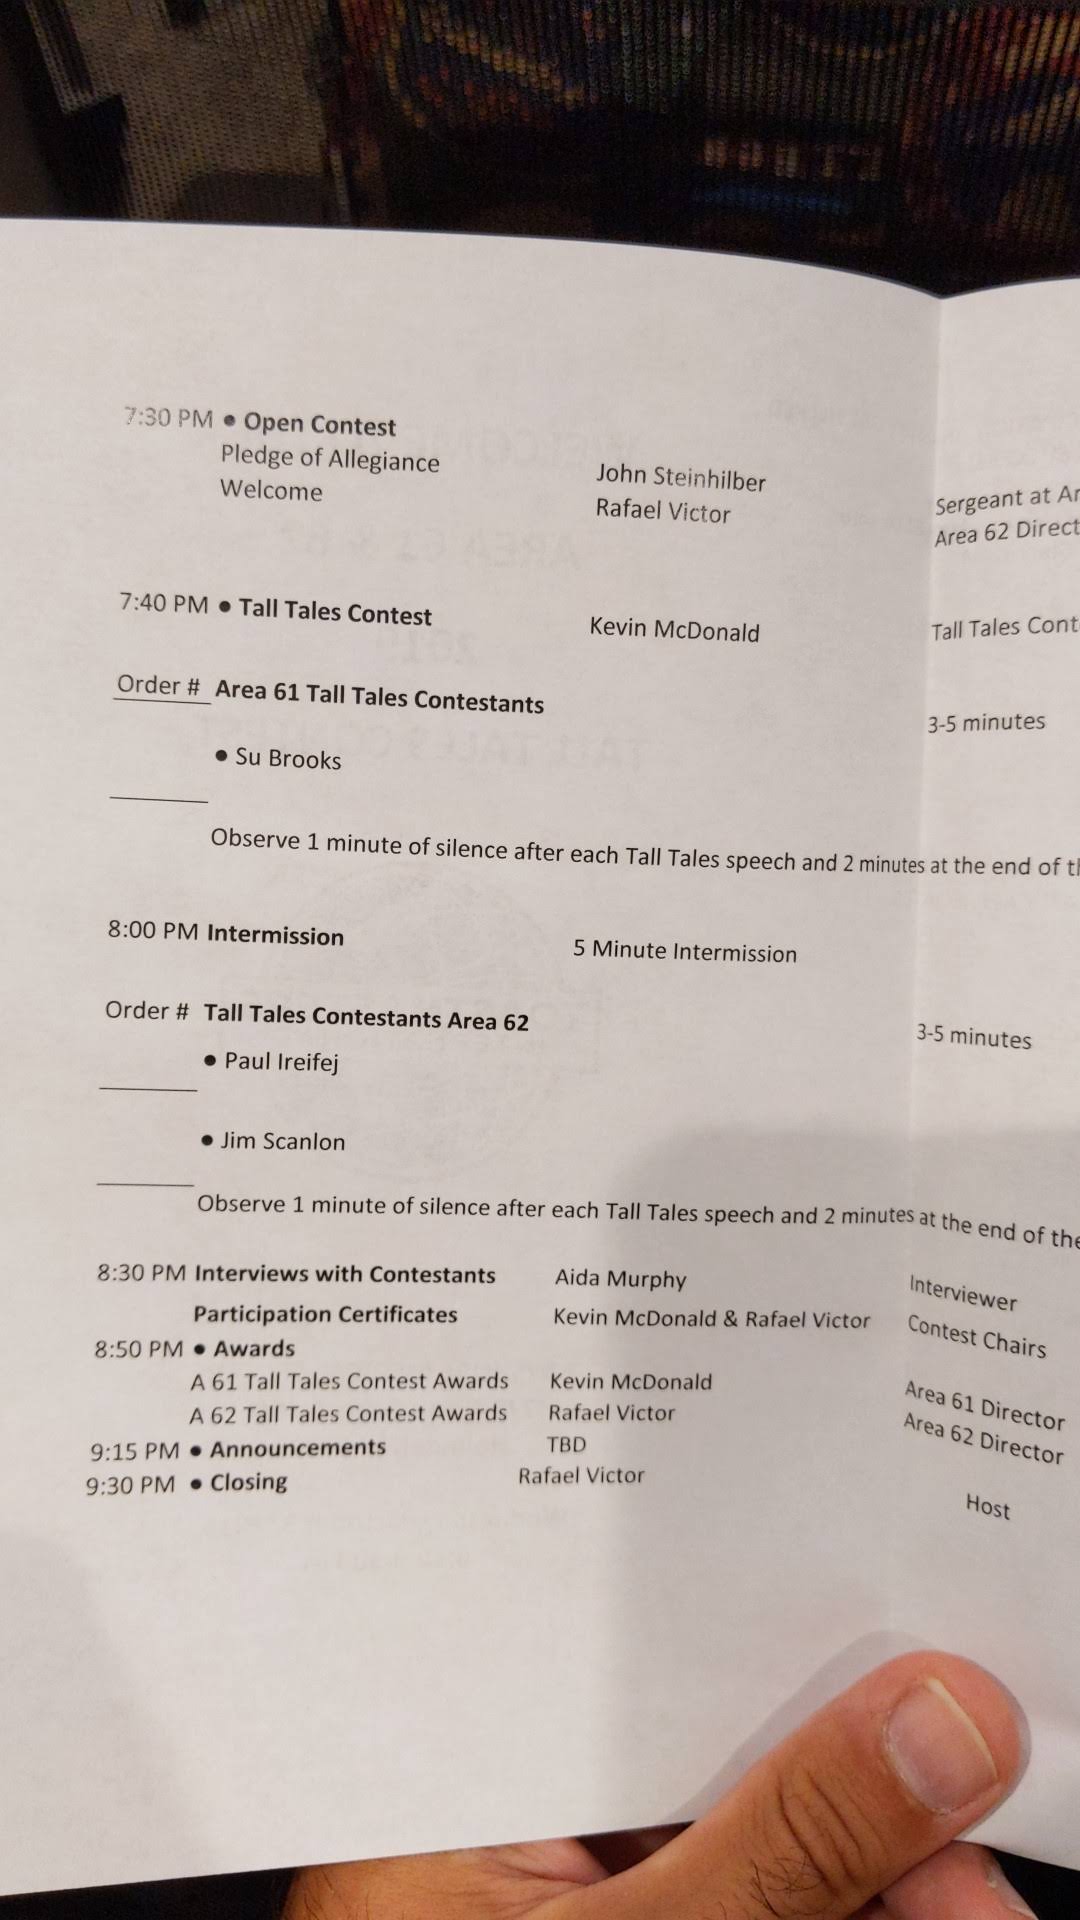 7:30 PM ● Open Contest
Pledge of Allegiance John Steinhilber Sergeant at Ar
Welcome Rafael Victor Area 62 Direct
7:40 PM ● Tall Tales Contest Kevin McDonald Tall Tales Cont
Order # Area 61 Tall Tales Contestants 3-5 minutes
● Su Brooks
Observe 1 minute of silence after each Tall Tales speech and 2 minutes at the end of th
8:00 PM Intermission 5 Minute Intermission
Order # Tall Tales Contestants Area 62 3-5 minutes
● Paul Ireifej
● Jim Scanlon
Observe 1 minute of silence after each Tall Tales speech and 2 minutes at the end of the
8:30 PM Interviews with Contestants Aida Murphy Interviewer
Participation Certificates Kevin McDonald & Rafael Victor Contest Chairs
8:50 PM ● Awards
A 61 Tall Tales Contest Awards Kevin McDonald Area 61 Director
A 62 Tall Tales Contest Awards Rafael Victor Area 62 Director
9:15 PM ● Announcements TBD
9:30 PM ● Closing Rafael Victor Host